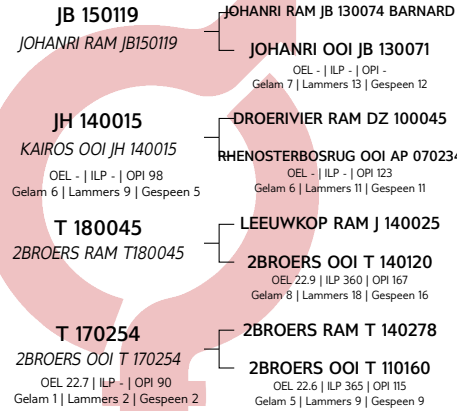 JB 150119
JOHANRI RAM JB150119
JOHANRI RAM JB 130074 BARNARD
JOHANRI OOI JB 130071
OEL - | ILP - | OPI -
Gelam 7 | Lammers 13 | Gespeen 12
JH 140015
KAIROS OOI JH 140015
OEL - | ILP - | OPI 98
Gelam 6 | Lammers 9 | Gespeen 5
DROERIVIER RAM DZ 100045
RHENOSTERBOSRUG OOI AP 070234
OEL - | ILP - | OPI 123
Gelam 6 | Lammers 11 | Gespeen 11
T 180045
2BROERS RAM T180045
LEEUWKOP RAM J 140025
2BROERS OOI T 140120
OEL 22.9 | ILP 360 | OPI 167
Gelam 8 | Lammers 18 | Gespeen 16
T 170254
2BROERS OOI T 170254
OEL 22.7 | ILP - | OPI 90
Gelam 1 | Lammers 2 | Gespeen 2
2BROERS RAM T 140278
2BROERS OOI T 110160
OEL 22.6 | ILP 365 | OPI 115
Gelam 5 | Lammers 9 | Gespeen 9